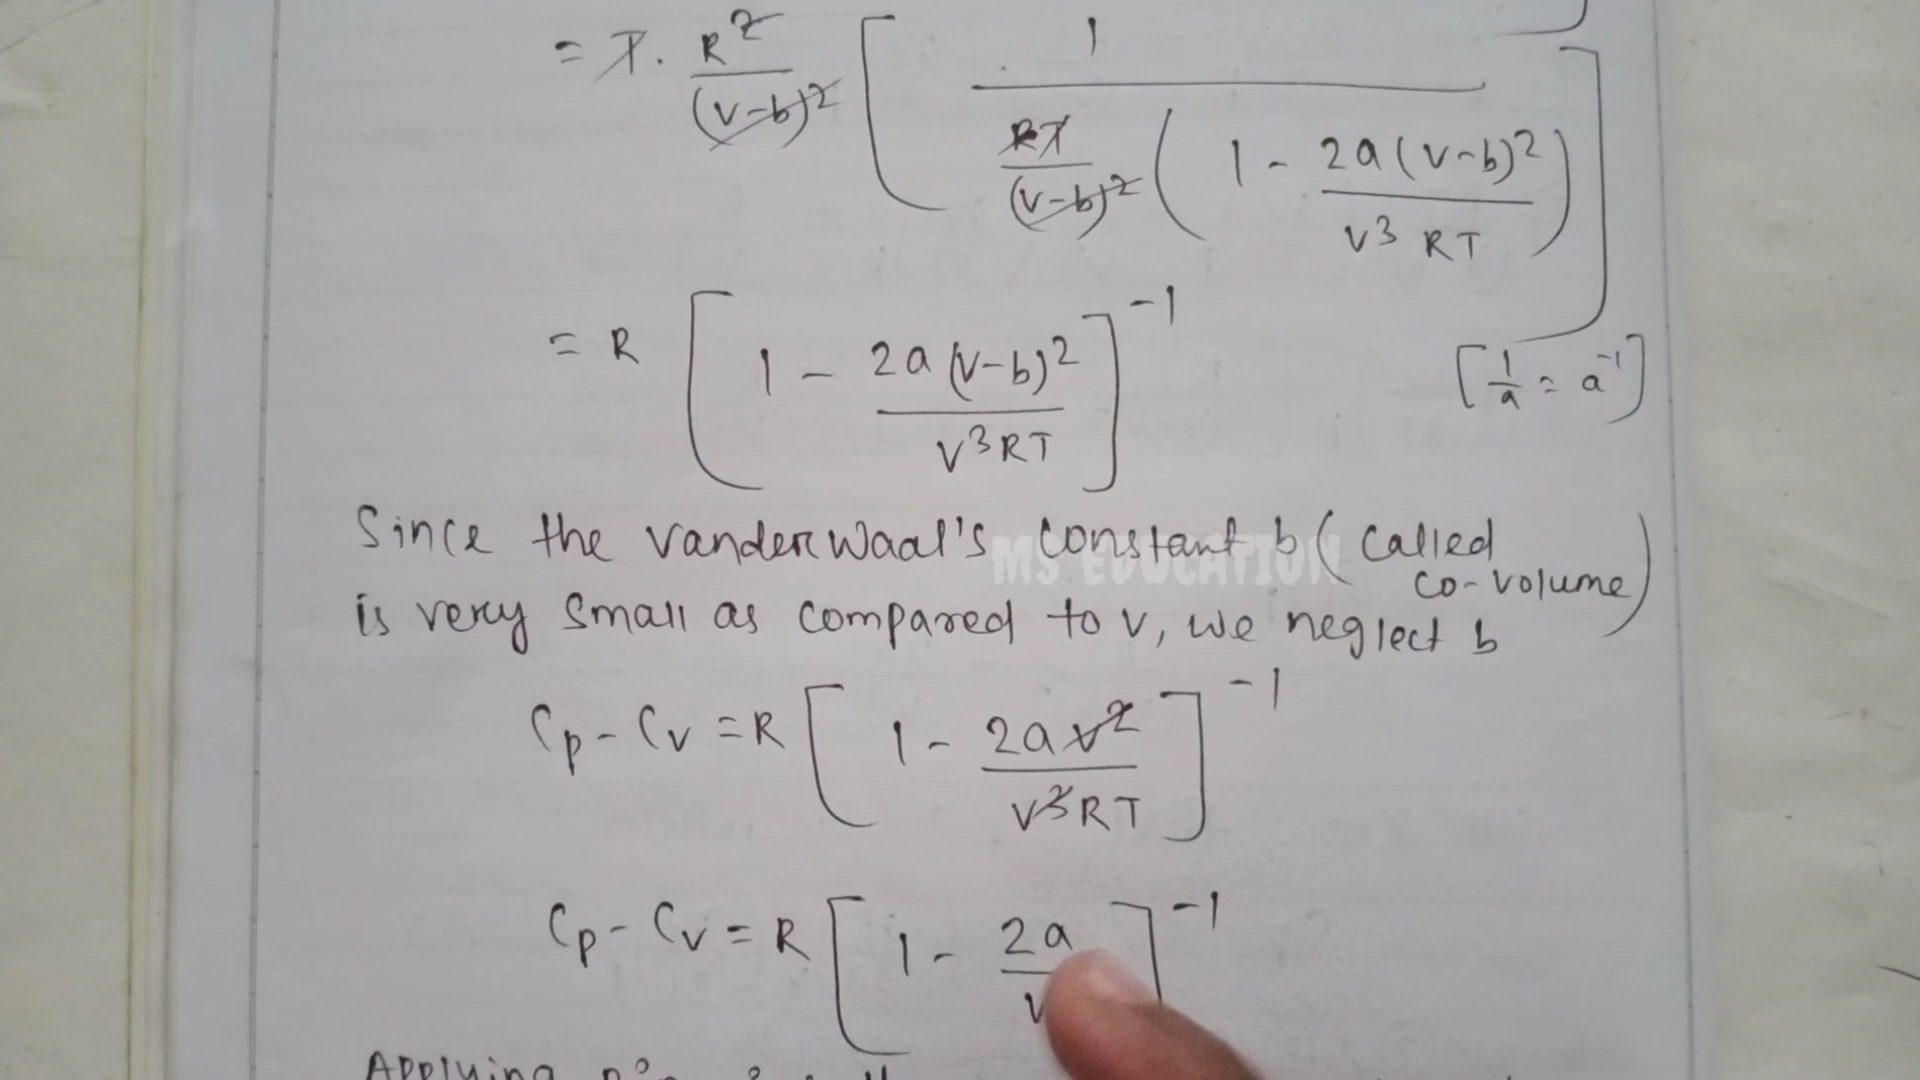 = T. R²/(v-b)² [ 1 / RT/(v-b)² ( 1 - 2a(v-b)²/v³RT ) ]
= R [ 1 - 2a(v-b)²/v³RT ]⁻¹ [1/a = a⁻¹]
Since the vanderwaal's constant b (called co-volume)
MS EDUCATION
is very small as compared to v, we neglect b
Cp - Cv = R [ 1 - 2av²/v³RT ]⁻¹
Cp - Cv = R [ 1 - 2a/v ]⁻¹
Applying